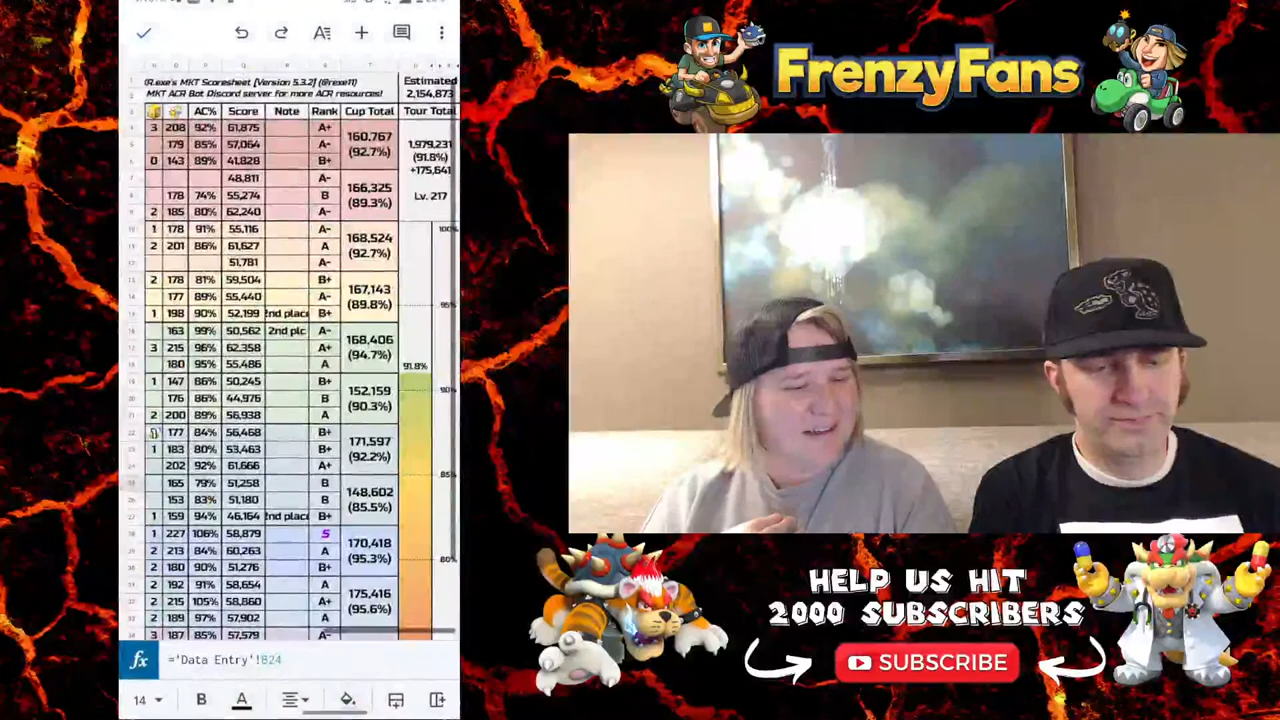 R.exe's MKT Scoresheet [Version 5.3.2] (@rexe11) Estimated
MKT ACR Bot Discord server for more ACR resources! 2,154,873
AC% Score Note Rank Cup Total Tour Total
3 208 92% 61,875 A+ 160,767 (92.7%)
179 85% 57,064 A-
0 143 89% 41,828 B+
1,979,231
(91.8%)
+175,641
Lv. 217
48,811 A- 166,325 (89.3%)
178 74% 55,274 B
2 185 80% 62,240 A-
1 178 91% 55,116 A- 168,524 (92.7%)
2 201 86% 61,627 A
51,781 A-
2 178 81% 59,504 B+ 167,143 (89.8%)
177 89% 55,440 A-
1 198 90% 52,199 2nd place B+
163 99% 50,562 2nd plc A- 168,406 (94.7%)
3 215 96% 62,358 A+
180 95% 55,486 A
1 147 86% 50,245 B+ 152,159 (90.3%)
176 86% 44,976 B
2 200 89% 56,938 A
177 84% 56,468 B+ 171,597 (92.2%)
1 183 80% 53,463 B+
202 92% 61,666 A+
165 79% 51,258 B 148,602 (85.5%)
153 83% 51,180 B
1 159 94% 46,164 2nd place B+
1 227 106% 58,879 S 170,418 (95.3%)
2 213 84% 60,263 A
2 180 90% 51,276 B+
2 192 91% 58,654 A 175,416 (95.6%)
2 215 105% 58,860 A+
2 189 97% 57,902 A
3 187 85% 57,579 A-
100%
95%
91.8%
90%
85%
80%
fx ='Data Entry'!B24
14 B A
FrenzyFans
HELP US HIT
2000 SUBSCRIBERS
SUBSCRIBE